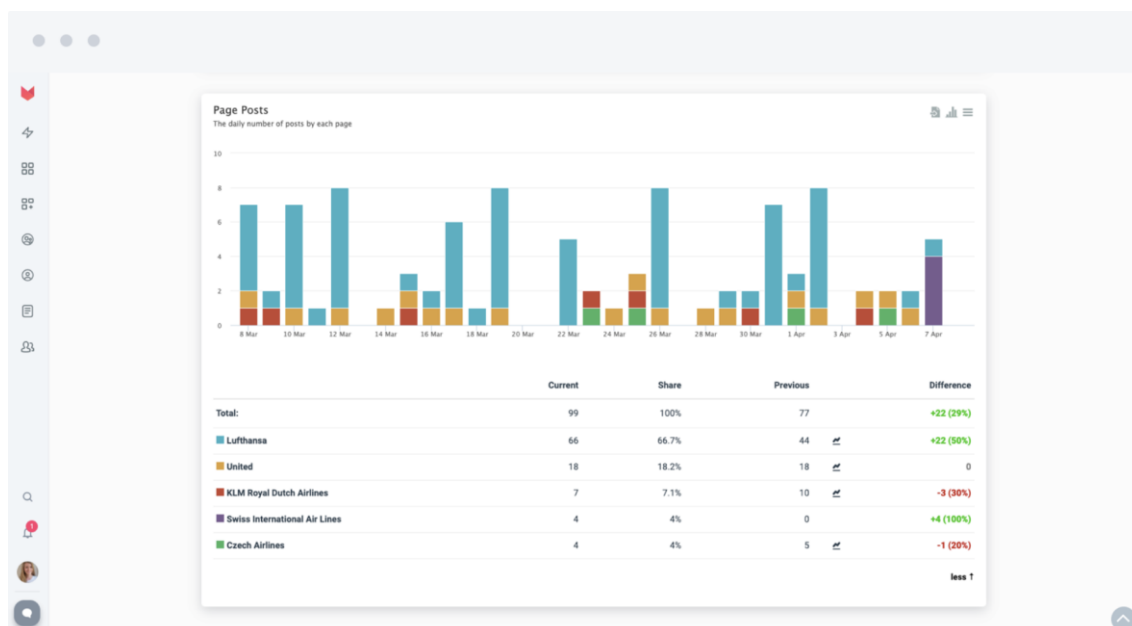 Page Posts
The daily number of posts by each page
10
8
6
4
2
0
8 Mar 10 Mar 12 Mar 14 Mar 16 Mar 18 Mar 20 Mar 22 Mar 24 Mar 26 Mar 28 Mar 30 Mar 1 Apr 3 Apr 5 Apr 7 Apr
Current Share Previous Difference
Total: 99 100% 77 +22 (29%)
Lufthansa 66 66.7% 44 +22 (50%)
United 18 18.2% 18 0
KLM Royal Dutch Airlines 7 7.1% 10 -3 (30%)
Swiss International Air Lines 4 4% 0 +4 (100%)
Czech Airlines 4 4% 5 -1 (20%)
1
less ↑